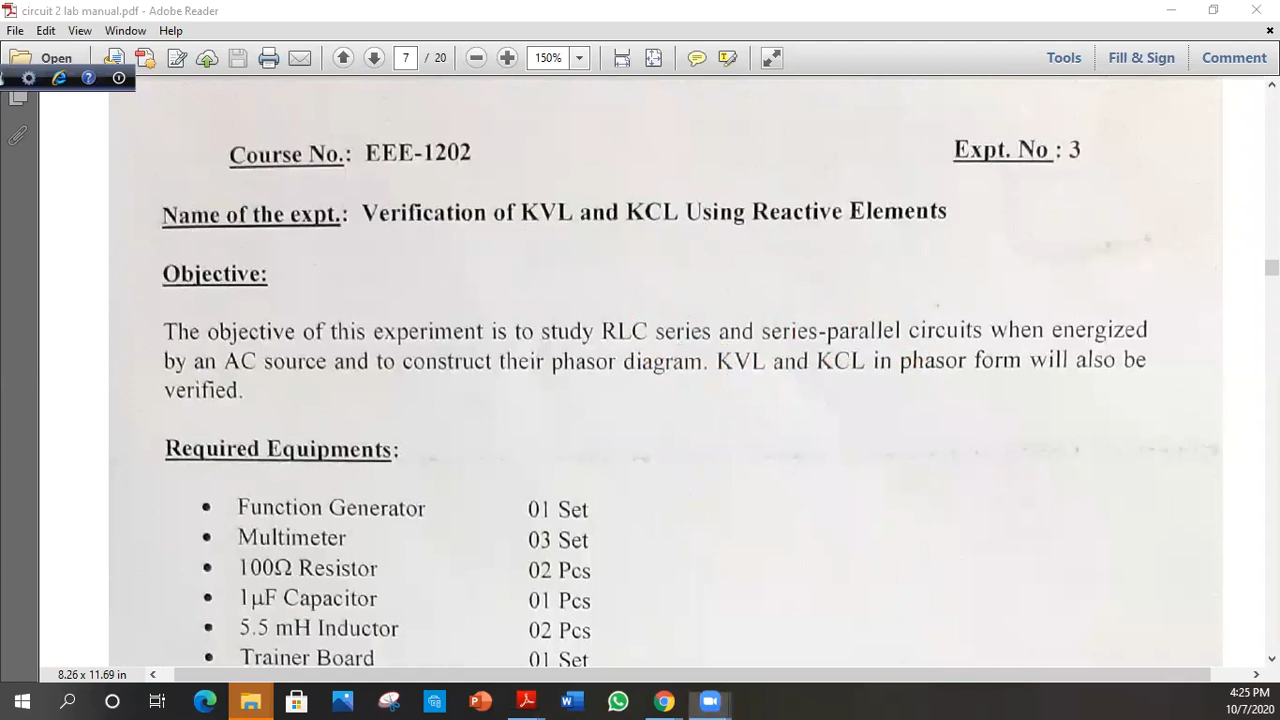 circuit 2 lab manual.pdf - Adobe Reader
File Edit View Window Help
Open 7 / 20 150% Tools Fill & Sign Comment
Course No.: EEE-1202 Expt. No : 3
Name of the expt.: Verification of KVL and KCL Using Reactive Elements
Objective:
The objective of this experiment is to study RLC series and series-parallel circuits when energized
by an AC source and to construct their phasor diagram. KVL and KCL in phasor form will also be
verified.
Required Equipments:
• Function Generator 01 Set
• Multimeter 03 Set
• 100Ω Resistor 02 Pcs
• 1μF Capacitor 01 Pcs
• 5.5 mH Inductor 02 Pcs
• Trainer Board 01 Set
8.26 x 11.69 in
4:25 PM
10/7/2020